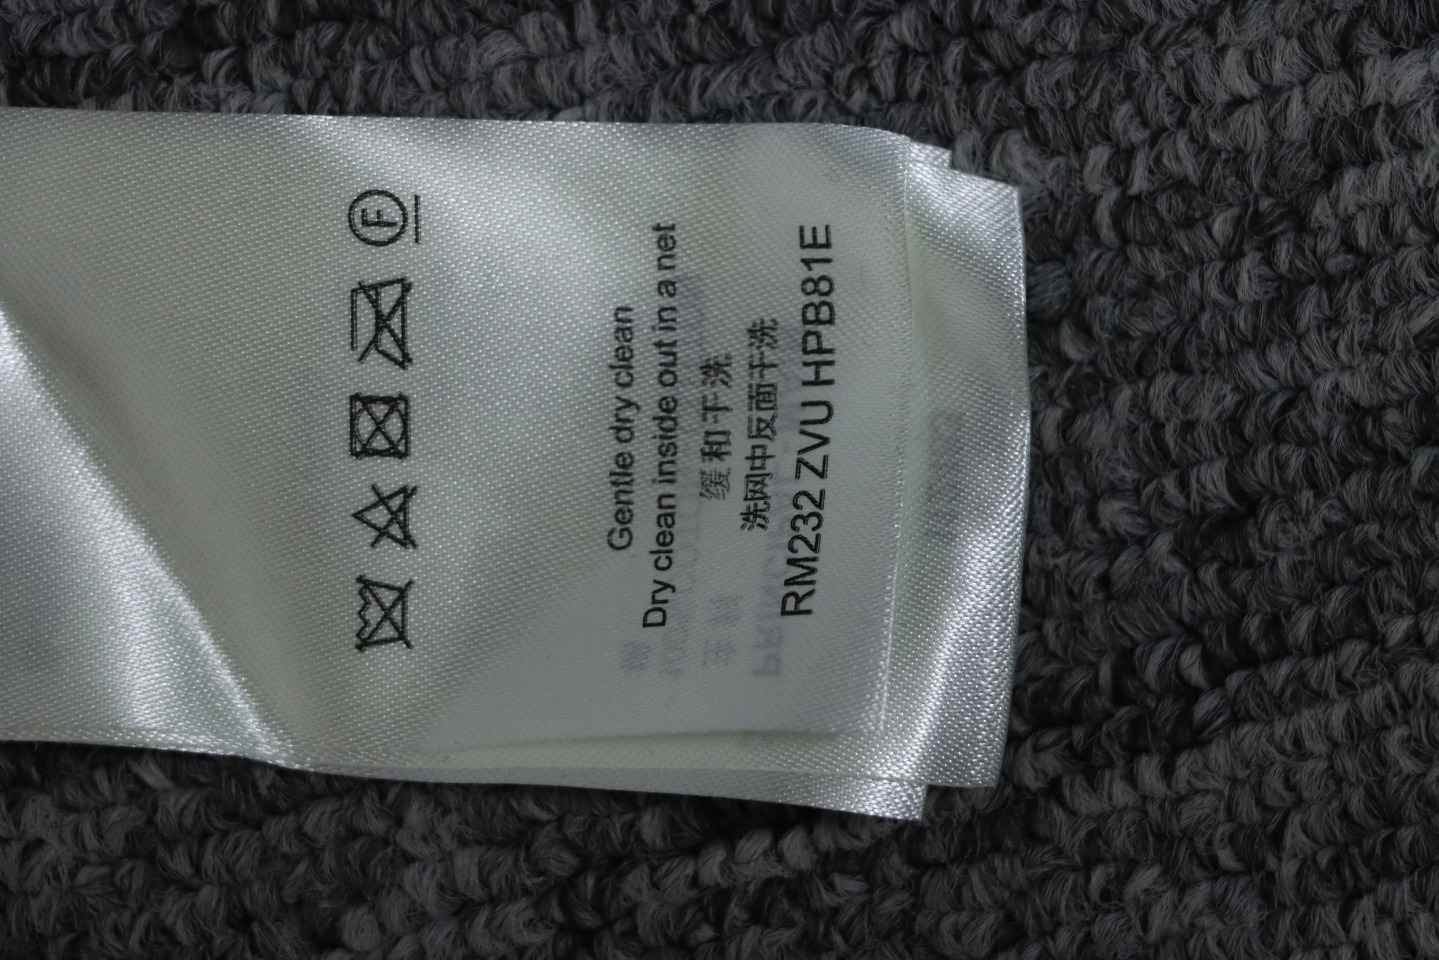 Gentle dry clean
Dry clean inside out in a net
缓和干洗
洗网中反面干洗
RM232 ZVU HPB81E
F